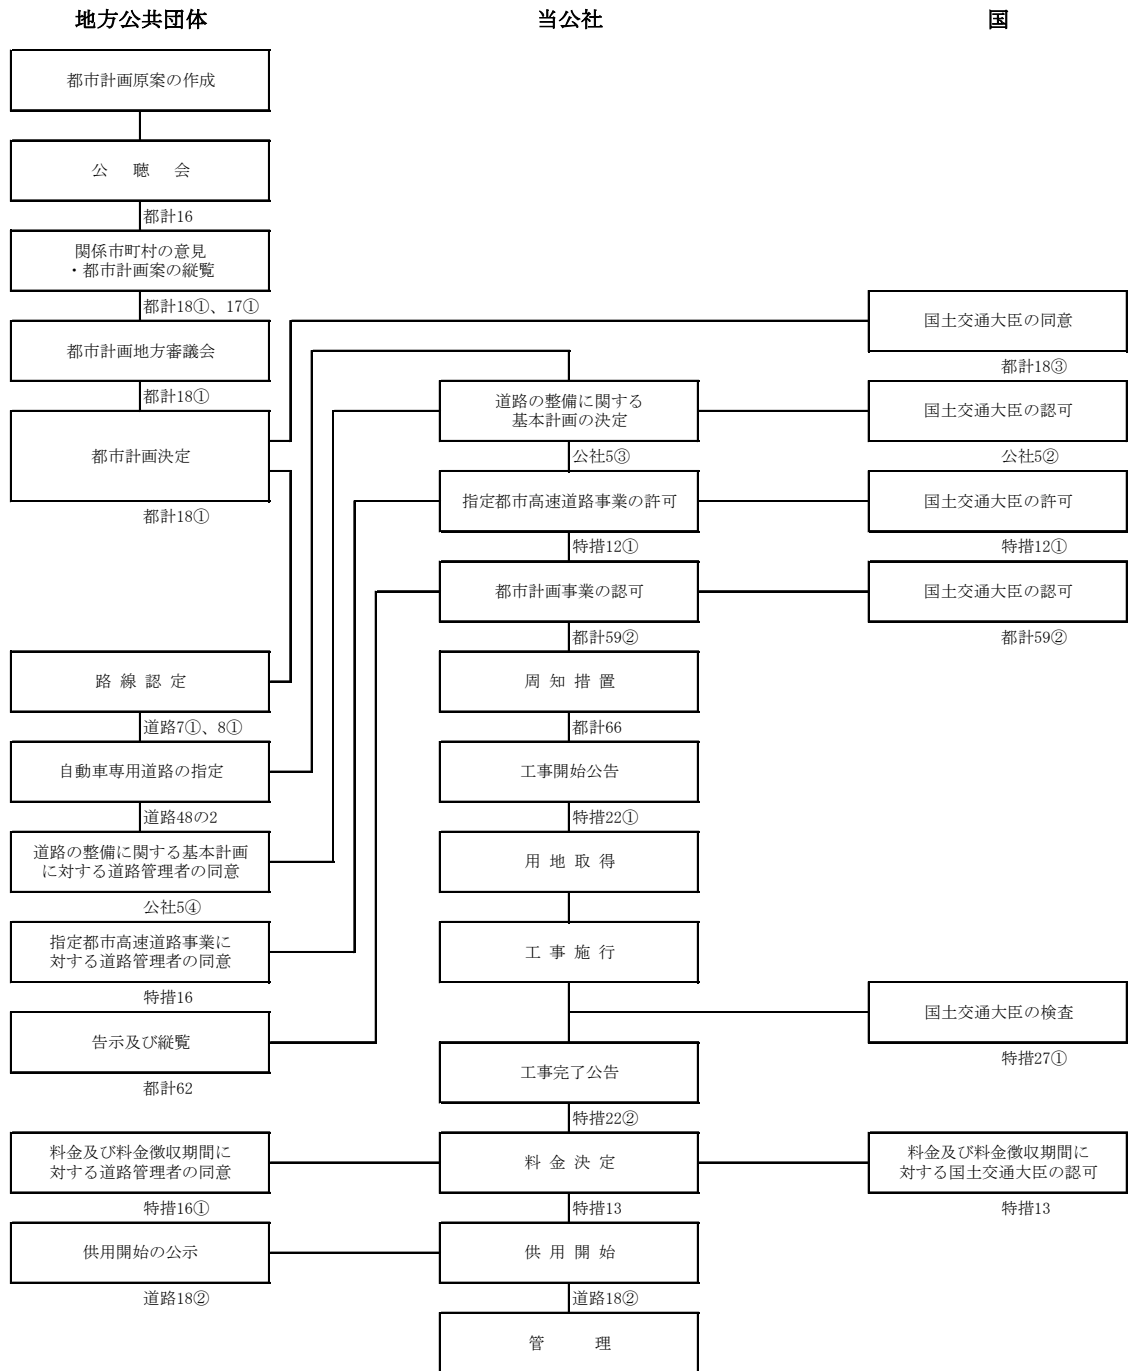 地方公共団体
当公社
国
都市計画原案の作成
公 聴 会
都計16
関係市町村の意見
・都市計画案の縦覧
都計18①、17①
都市計画地方審議会
都計18①
都市計画決定
都計18①
路 線 認 定
道路7①、8①
自動車専用道路の指定
道路48の2
道路の整備に関する基本計画
に対する道路管理者の同意
公社5④
指定都市高速道路事業に
対する道路管理者の同意
特措16
告示及び縦覧
都計62
料金及び料金徴収期間に
対する道路管理者の同意
特措16①
供用開始の公示
道路18②
道路の整備に関する
基本計画の決定
公社5③
指定都市高速道路事業の許可
特措12①
都市計画事業の認可
都計59②
周 知 措 置
都計66
工事開始公告
特措22①
用 地 取 得
工 事 施 行
工事完了公告
特措22②
料 金 決 定
特措13
供 用 開 始
道路18②
管 理
国土交通大臣の同意
都計18③
国土交通大臣の認可
公社5②
国土交通大臣の許可
特措12①
国土交通大臣の認可
都計59②
国土交通大臣の検査
特措27①
料金及び料金徴収期間に
対する国土交通大臣の認可
特措13